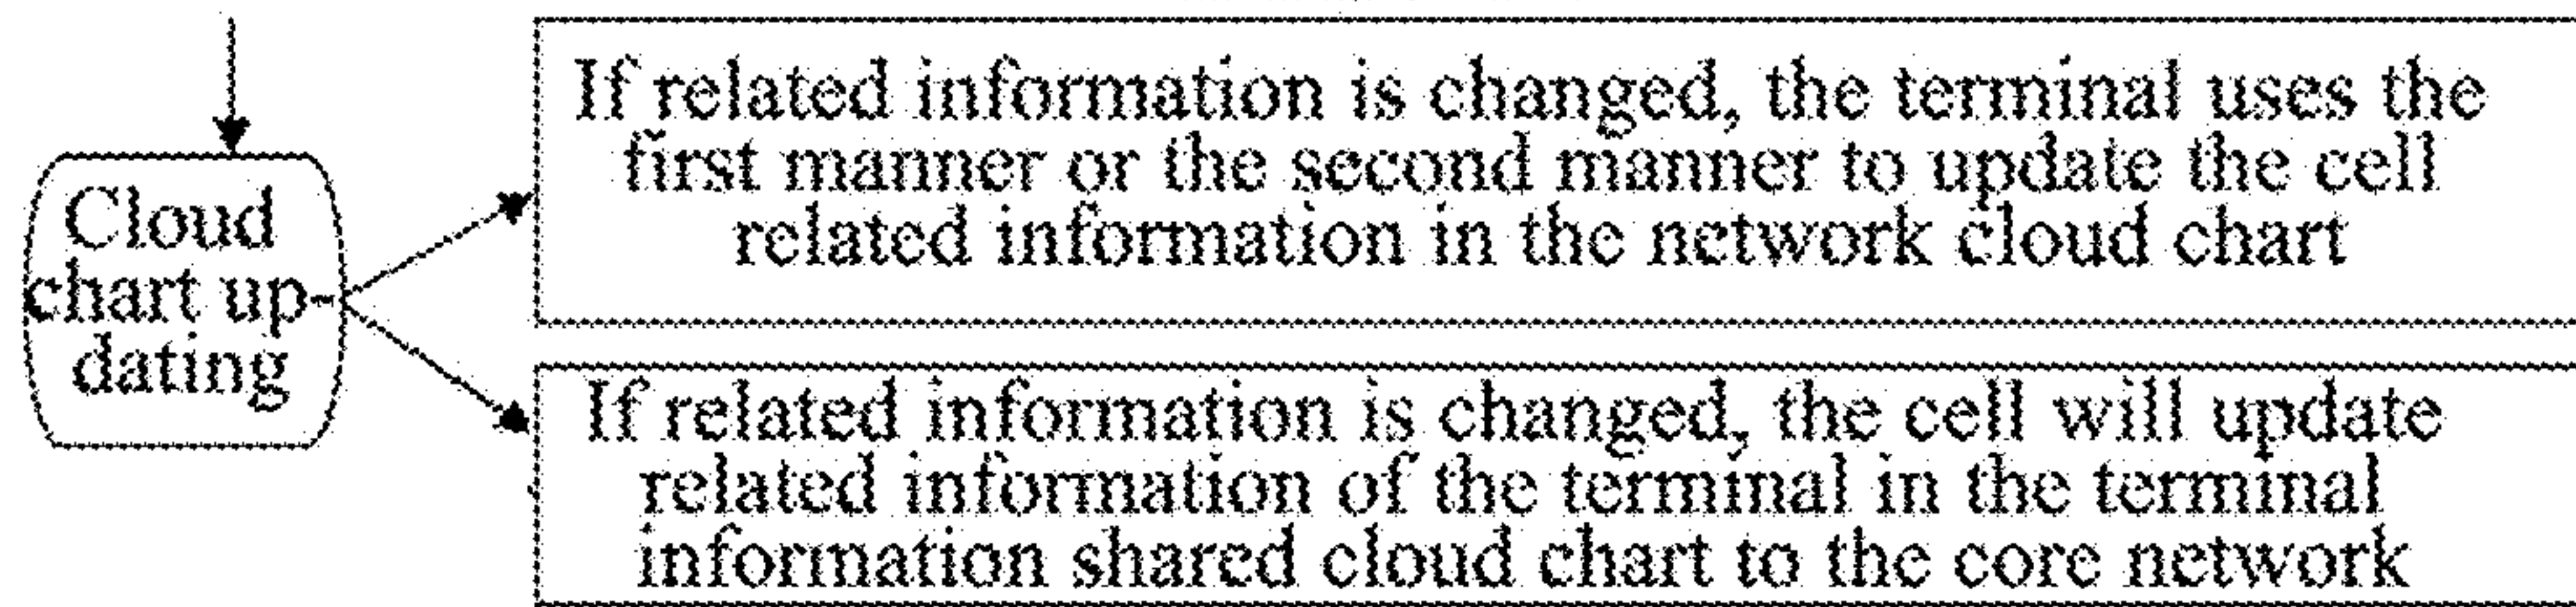 Cloud
chart up-
dating
If related information is changed, the terminal uses the
first manner or the second manner to update the cell
related information in the network cloud chart
If related information is changed, the cell will update
related information of the terminal in the terminal
information shared cloud chart to the core network